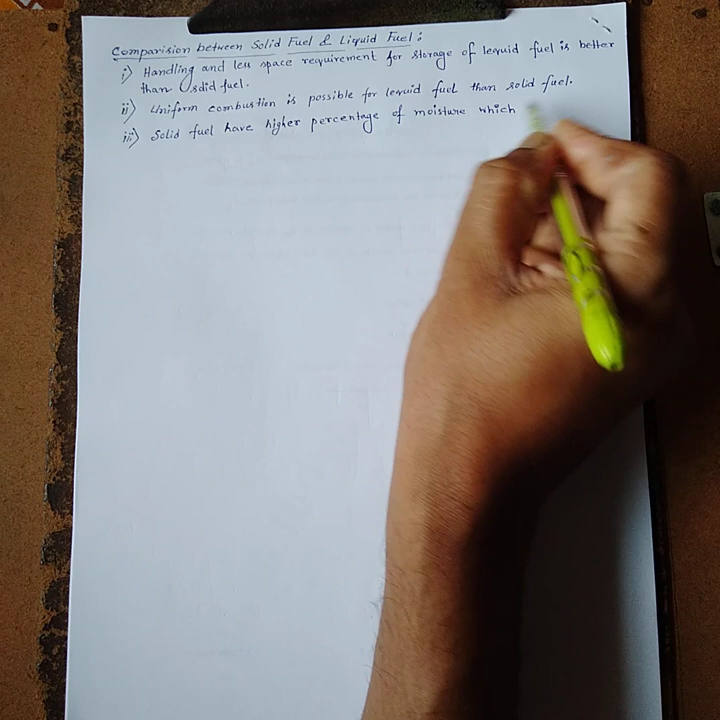 Comparision between Solid Fuel & Liquid Fuel :
i) Handling and less space requirement for storage of lequid fuel is better
than solid fuel.
ii) Uniform combustion is possible for lequid fuel than solid fuel.
iii) Solid fuel have higher percentage of moisture which